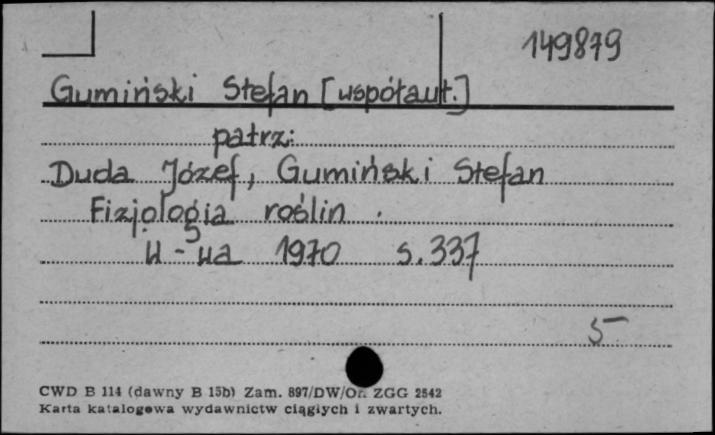 149879
Gumiński Stefan [współaut.]
patrz:
Duda Józef, Gumiński Stefan
Fizjologia roślin.
W-wa 1970 s. 337
5
CWD B 114 (dawny B 15b) Zam. 897/DW/On ZGG 2542
Karta katalogowa wydawnictw ciągłych i zwartych.